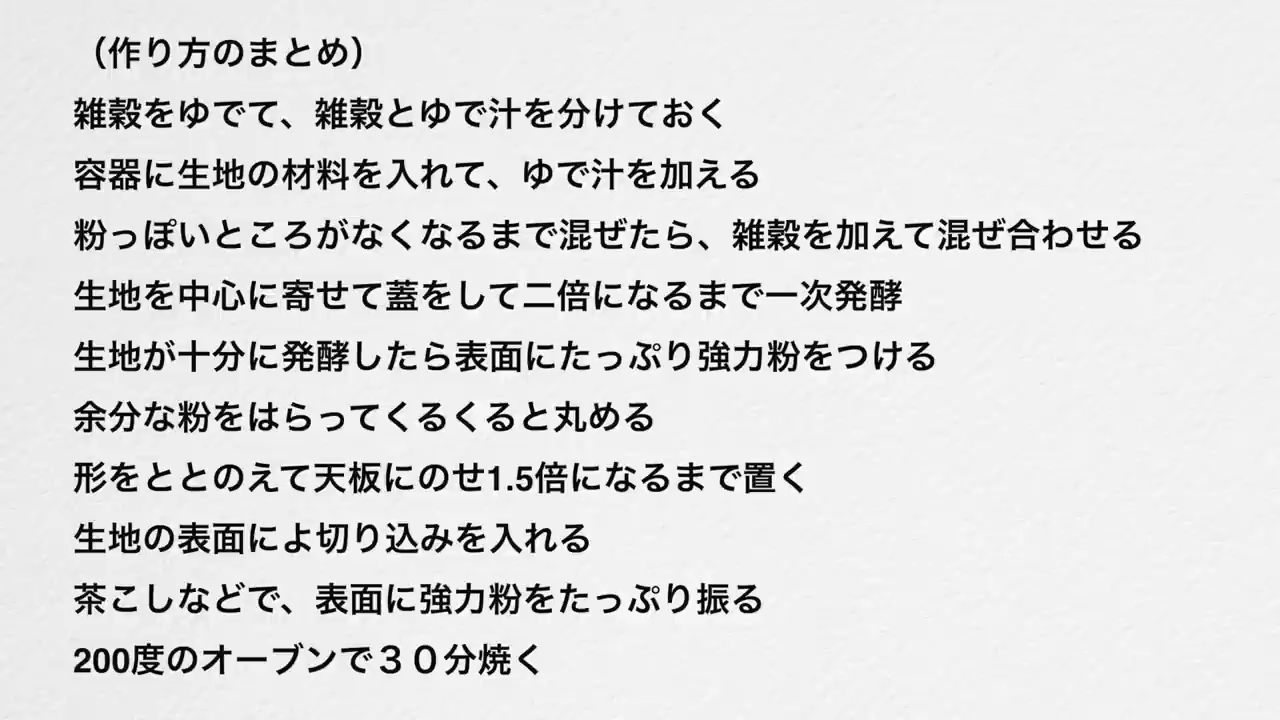 （作り方のまとめ）
雑穀をゆでて、雑穀とゆで汁を分けておく
容器に生地の材料を入れて、ゆで汁を加える
粉っぽいところがなくなるまで混ぜたら、雑穀を加えて混ぜ合わせる
生地を中心に寄せて蓋をして二倍になるまで一次発酵
生地が十分に発酵したら表面にたっぷり強力粉をつける
余分な粉をはらってくるくると丸める
形をととのえて天板にのせ1.5倍になるまで置く
生地の表面によ切り込みを入れる
茶こしなどで、表面に強力粉をたっぷり振る
200度のオーブンで３０分焼く